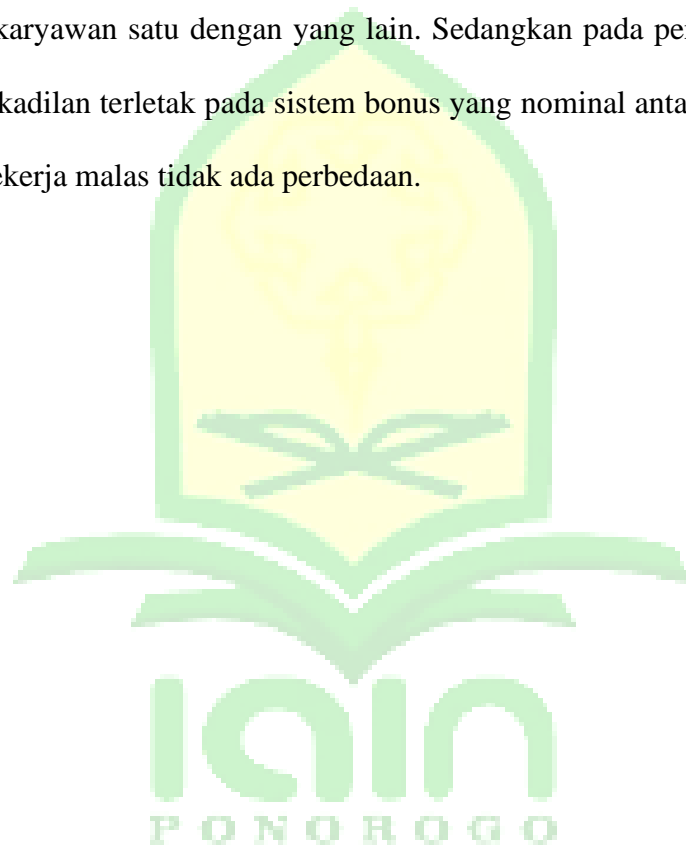 karyawan satu dengan yang lain. Sedangkan pada per
kadilan terletak pada sistem bonus yang nominal anta
ekerja malas tidak ada perbedaan.
iain
PONOROGO